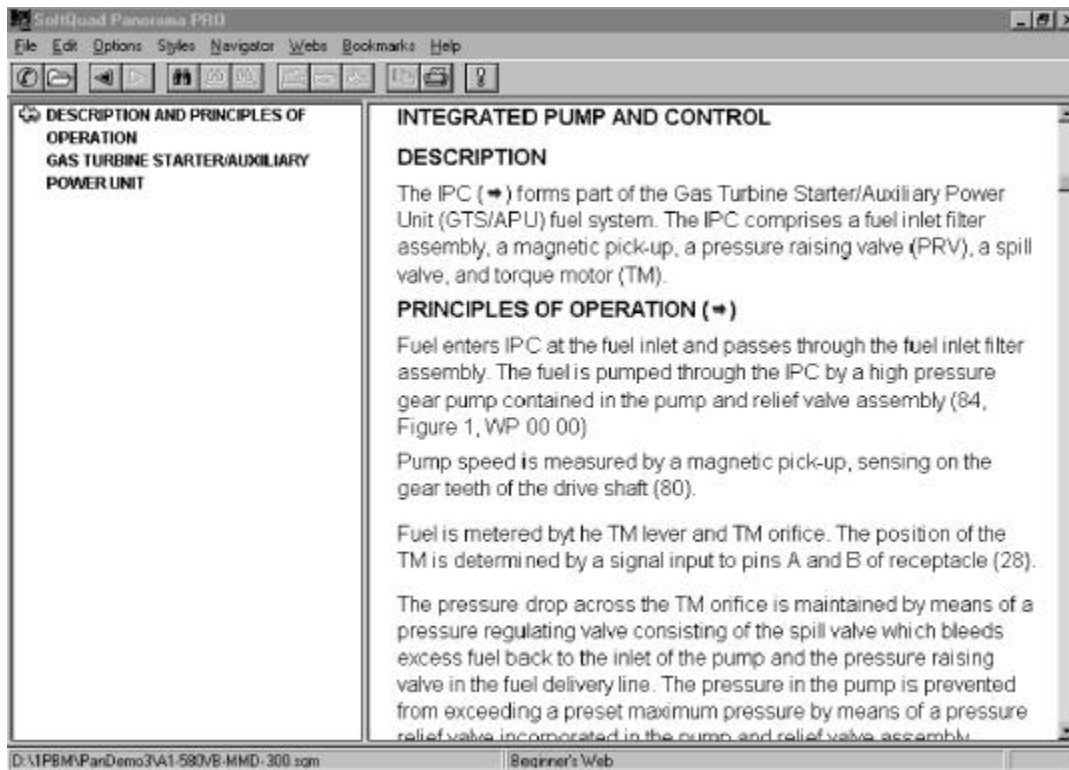 SoftQuad Panorama PRO
File Edit Options Styles Navigator Webs Bookmarks Help
DESCRIPTION AND PRINCIPLES OF
OPERATION
GAS TURBINE STARTER/AUXILIARY
POWER UNIT
INTEGRATED PUMP AND CONTROL
DESCRIPTION
The IPC (➡) forms part of the Gas Turbine Starter/Auxiliary Power
Unit (GTS/APU) fuel system. The IPC comprises a fuel inlet filter
assembly, a magnetic pick-up, a pressure raising valve (PRV), a spill
valve, and torque motor (TM).
PRINCIPLES OF OPERATION (➡)
Fuel enters IPC at the fuel inlet and passes through the fuel inlet filter
assembly. The fuel is pumped through the IPC by a high pressure
gear pump contained in the pump and relief valve assembly (84,
Figure 1, WP 00 00)
Pump speed is measured by a magnetic pick-up, sensing on the
gear teeth of the drive shaft (80).
Fuel is metered byt he TM lever and TM orifice. The position of the
TM is determined by a signal input to pins A and B of receptacle (28).
The pressure drop across the TM orifice is maintained by means of a
pressure regulating valve consisting of the spill valve which bleeds
excess fuel back to the inlet of the pump and the pressure raising
valve in the fuel delivery line. The pressure in the pump is prevented
from exceeding a preset maximum pressure by means of a pressure
relief valve incorporated in the pump and relief valve assembly.
D:\1PBM\PanDemo3\A1-580VB-MMD-300.sgm
Beginner's Web